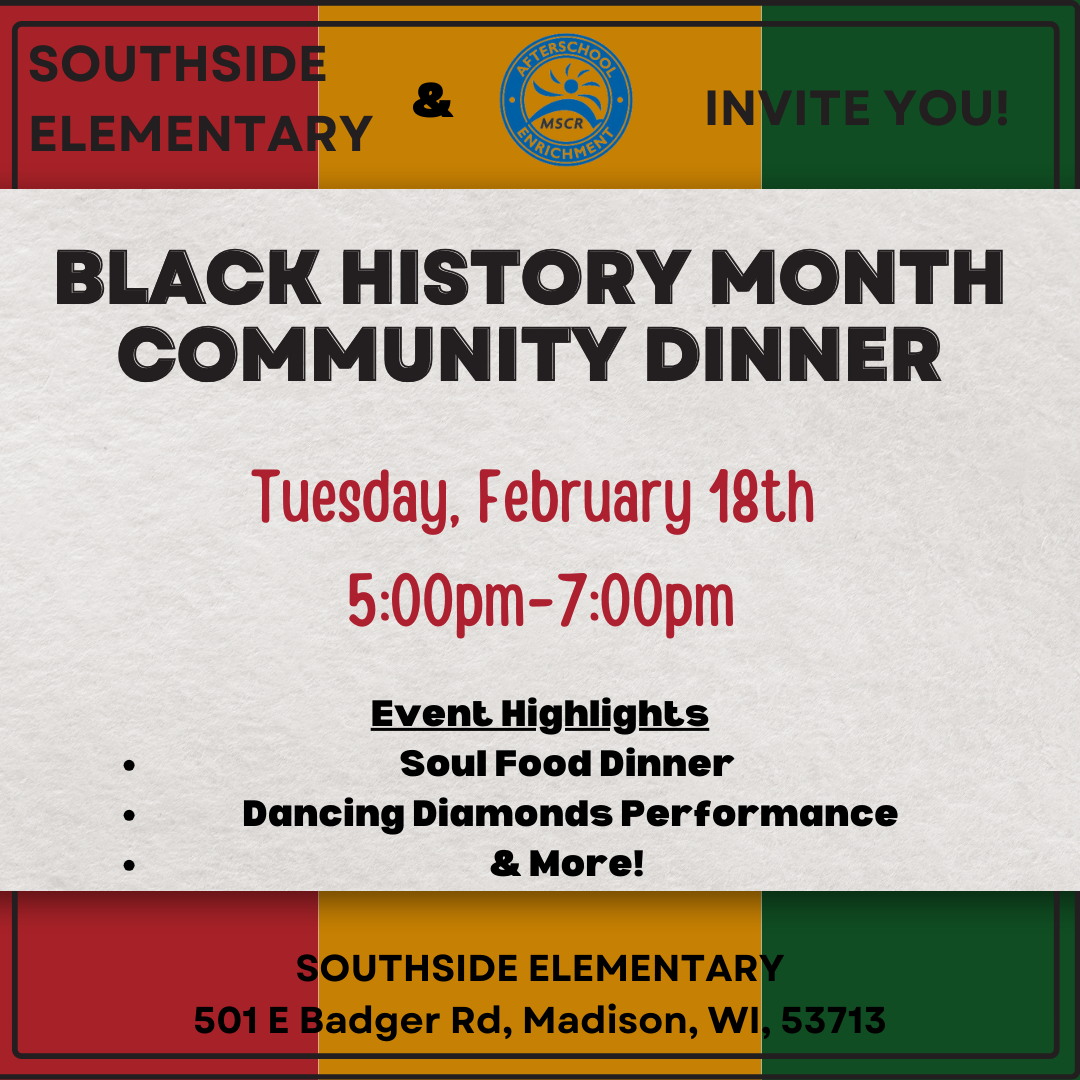 SOUTHSIDE
ELEMENTARY
&
AFTERSCHOOL
MSCR
ENRICHMENT
INVITE YOU!
BLACK HISTORY MONTH
COMMUNITY DINNER
Tuesday, February 18th
5:00pm-7:00pm
Event Highlights
• Soul Food Dinner
• Dancing Diamonds Performance
• & More!
SOUTHSIDE ELEMENTARY
501 E Badger Rd, Madison, WI, 53713